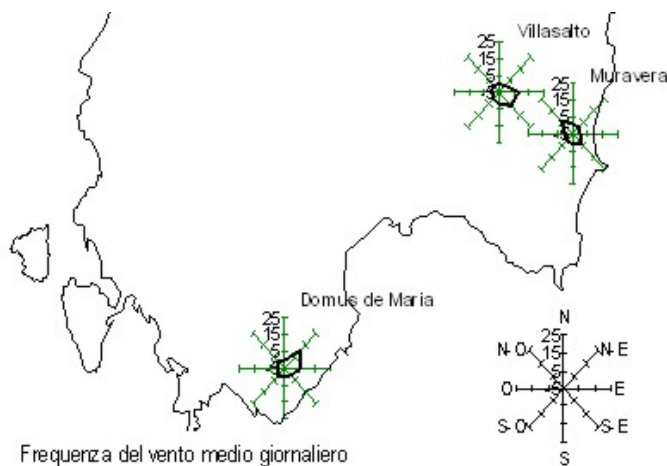 Villasalto
25
15
5
Muravera
25
15
5
Domus de Maria
25
15
5
N
25
N-O 15 N-E
5
O E
S-O S-E
S
Frequenza del vento medio giornaliero